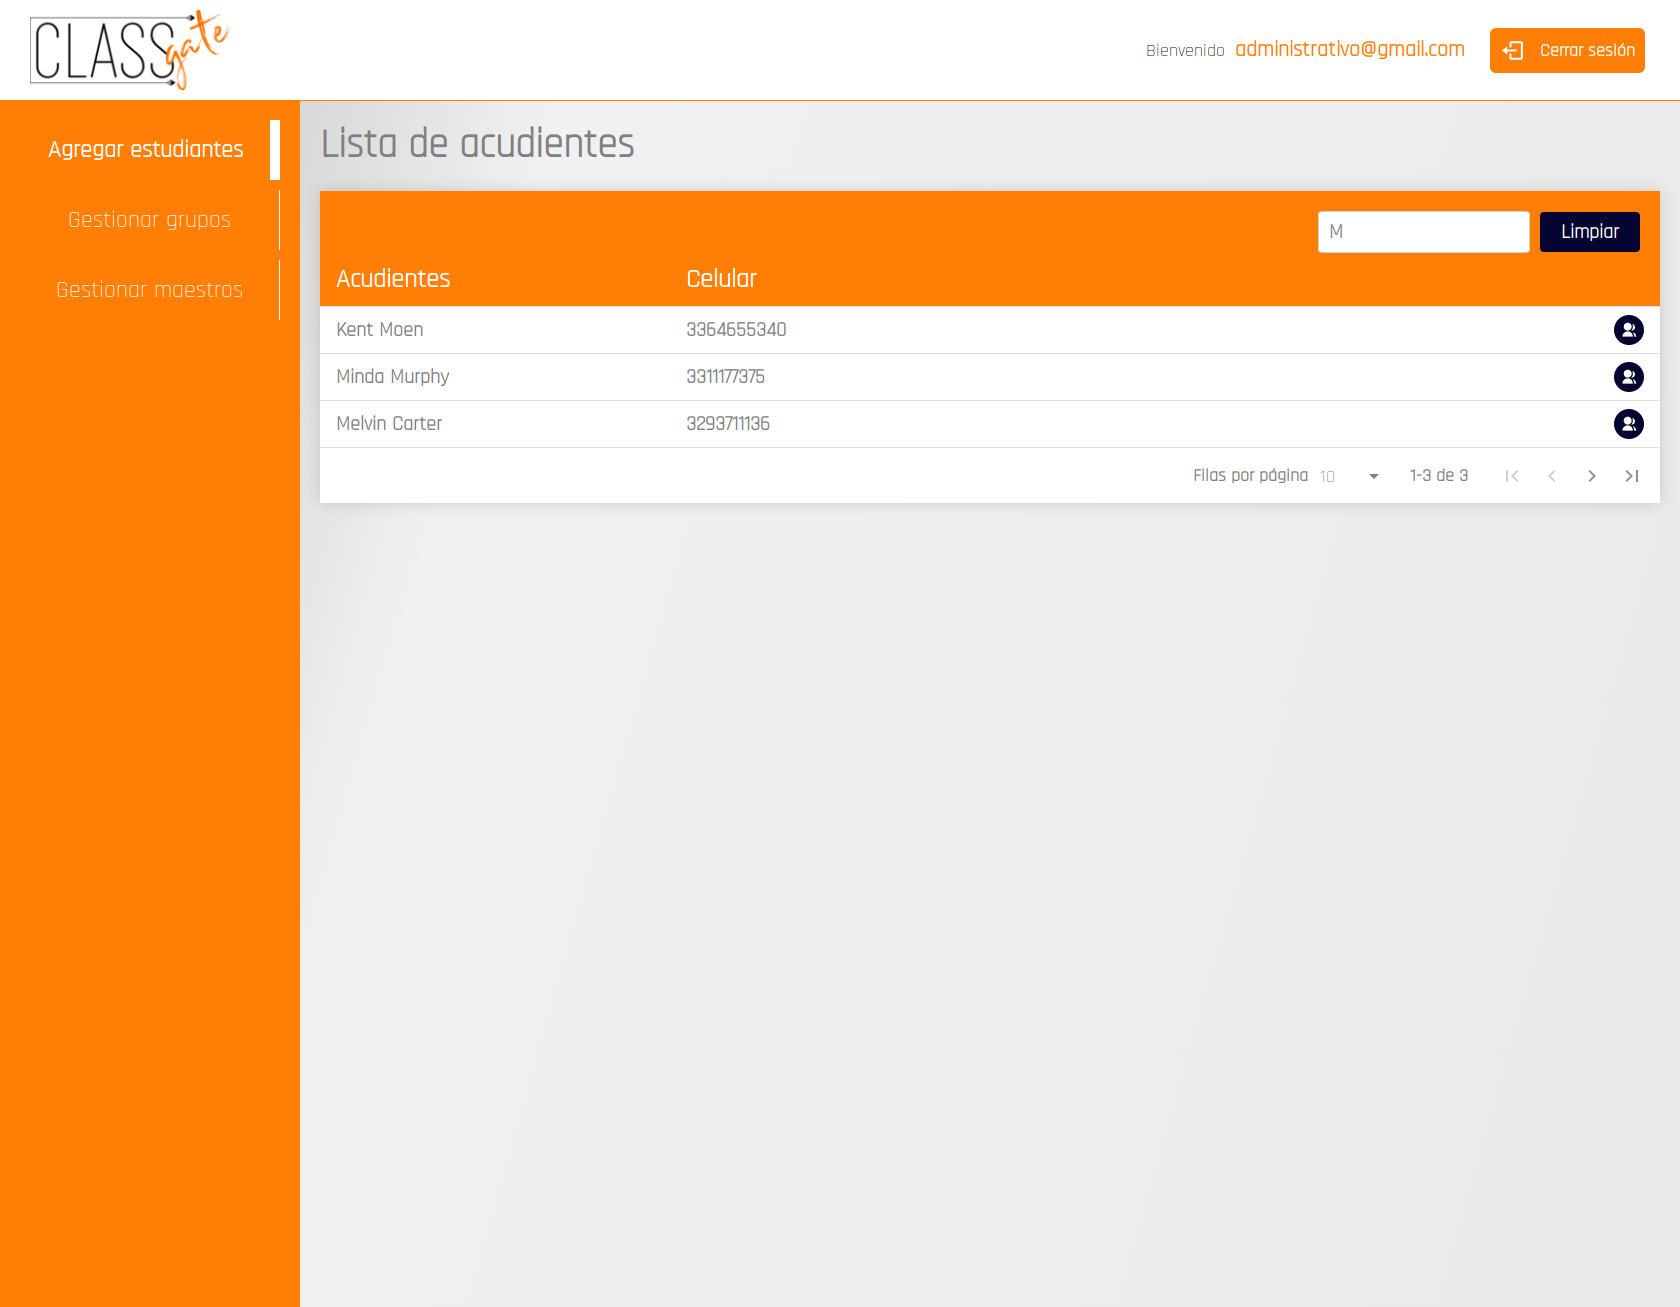 CLASSgate
Bienvenido administrativo@gmail.com Cerrar sesión
Agregar estudiantes
Gestionar grupos
Gestionar maestros
Lista de acudientes
M Limpiar
Acudientes Celular
Kent Moen 3364655340
Minda Murphy 3311177375
Melvin Carter 3293711136
Filas por página 10 1-3 de 3